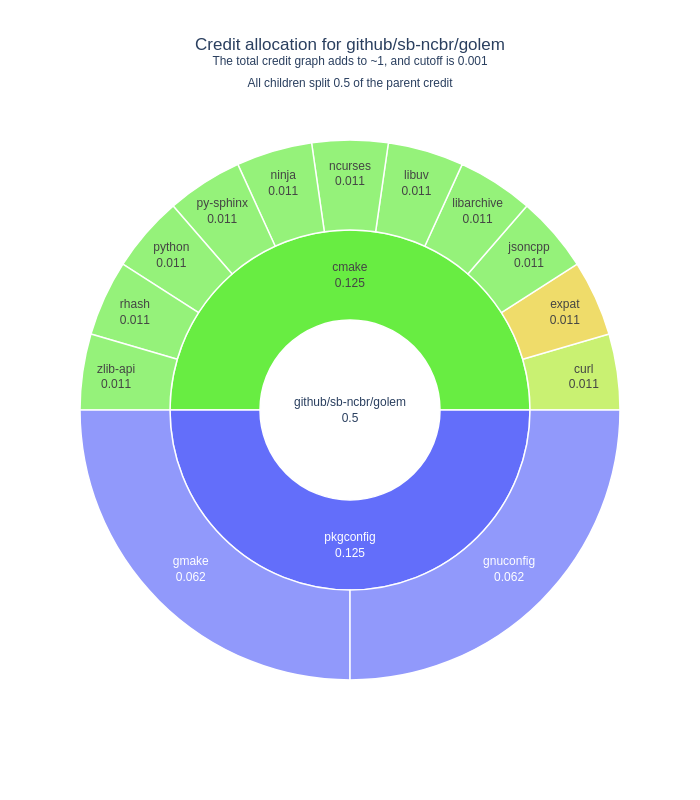 Credit allocation for github/sb-ncbr/golem
The total credit graph adds to ~1, and cutoff is 0.001
All children split 0.5 of the parent credit
ncurses
0.011
ninja
0.011
libuv
0.011
py-sphinx
0.011
libarchive
0.011
python
0.011
jsoncpp
0.011
cmake
0.125
rhash
0.011
expat
0.011
zlib-api
0.011
curl
0.011
github/sb-ncbr/golem
0.5
pkgconfig
0.125
gmake
0.062
gnuconfig
0.062